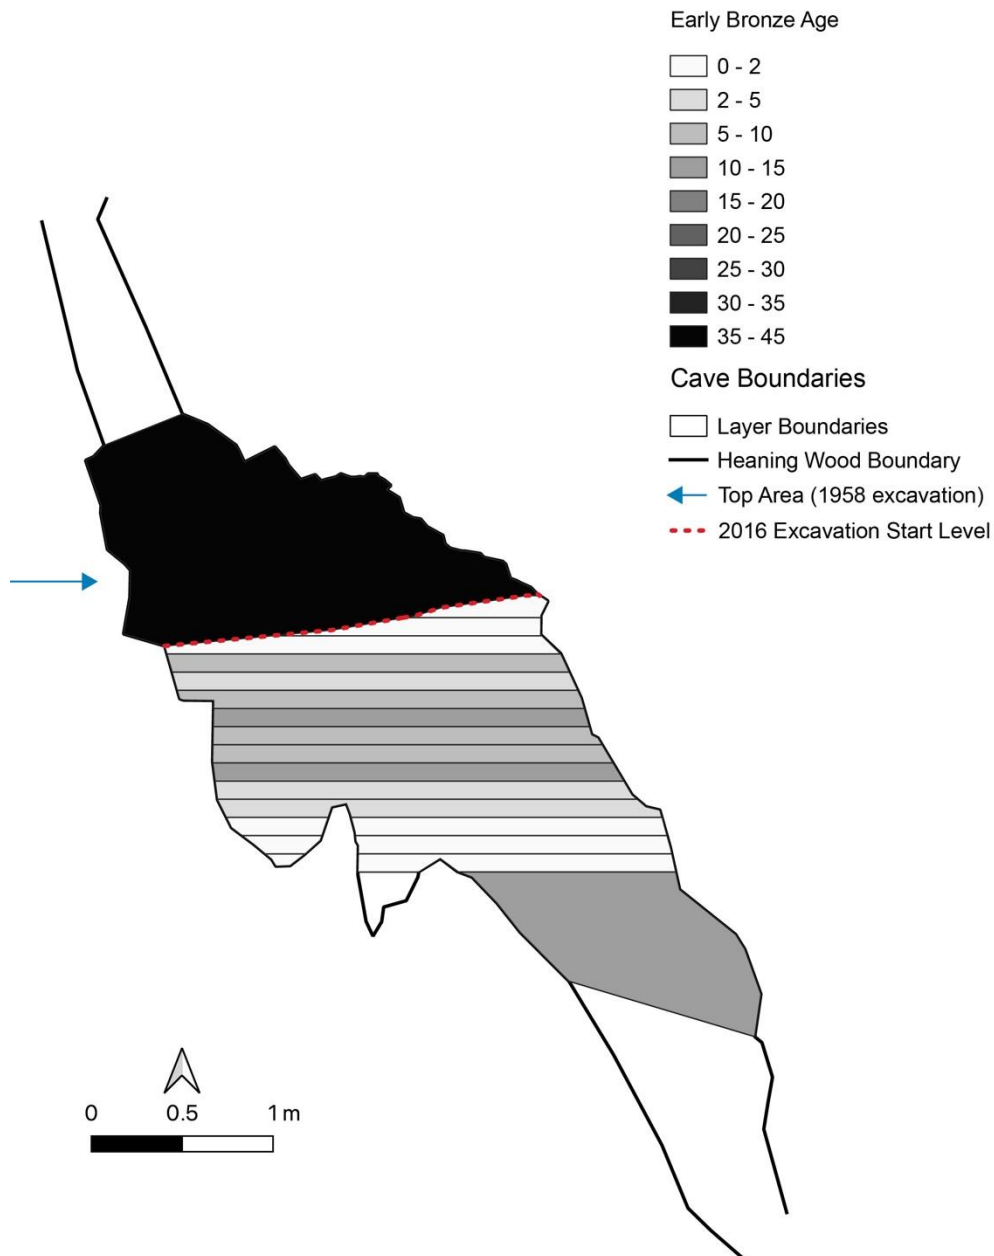 Early Bronze Age
0 - 2
2 - 5
5 - 10
10 - 15
15 - 20
20 - 25
25 - 30
30 - 35
35 - 45
Cave Boundaries
Layer Boundaries
Heaning Wood Boundary
Top Area (1958 excavation)
2016 Excavation Start Level
0 0.5 1 m